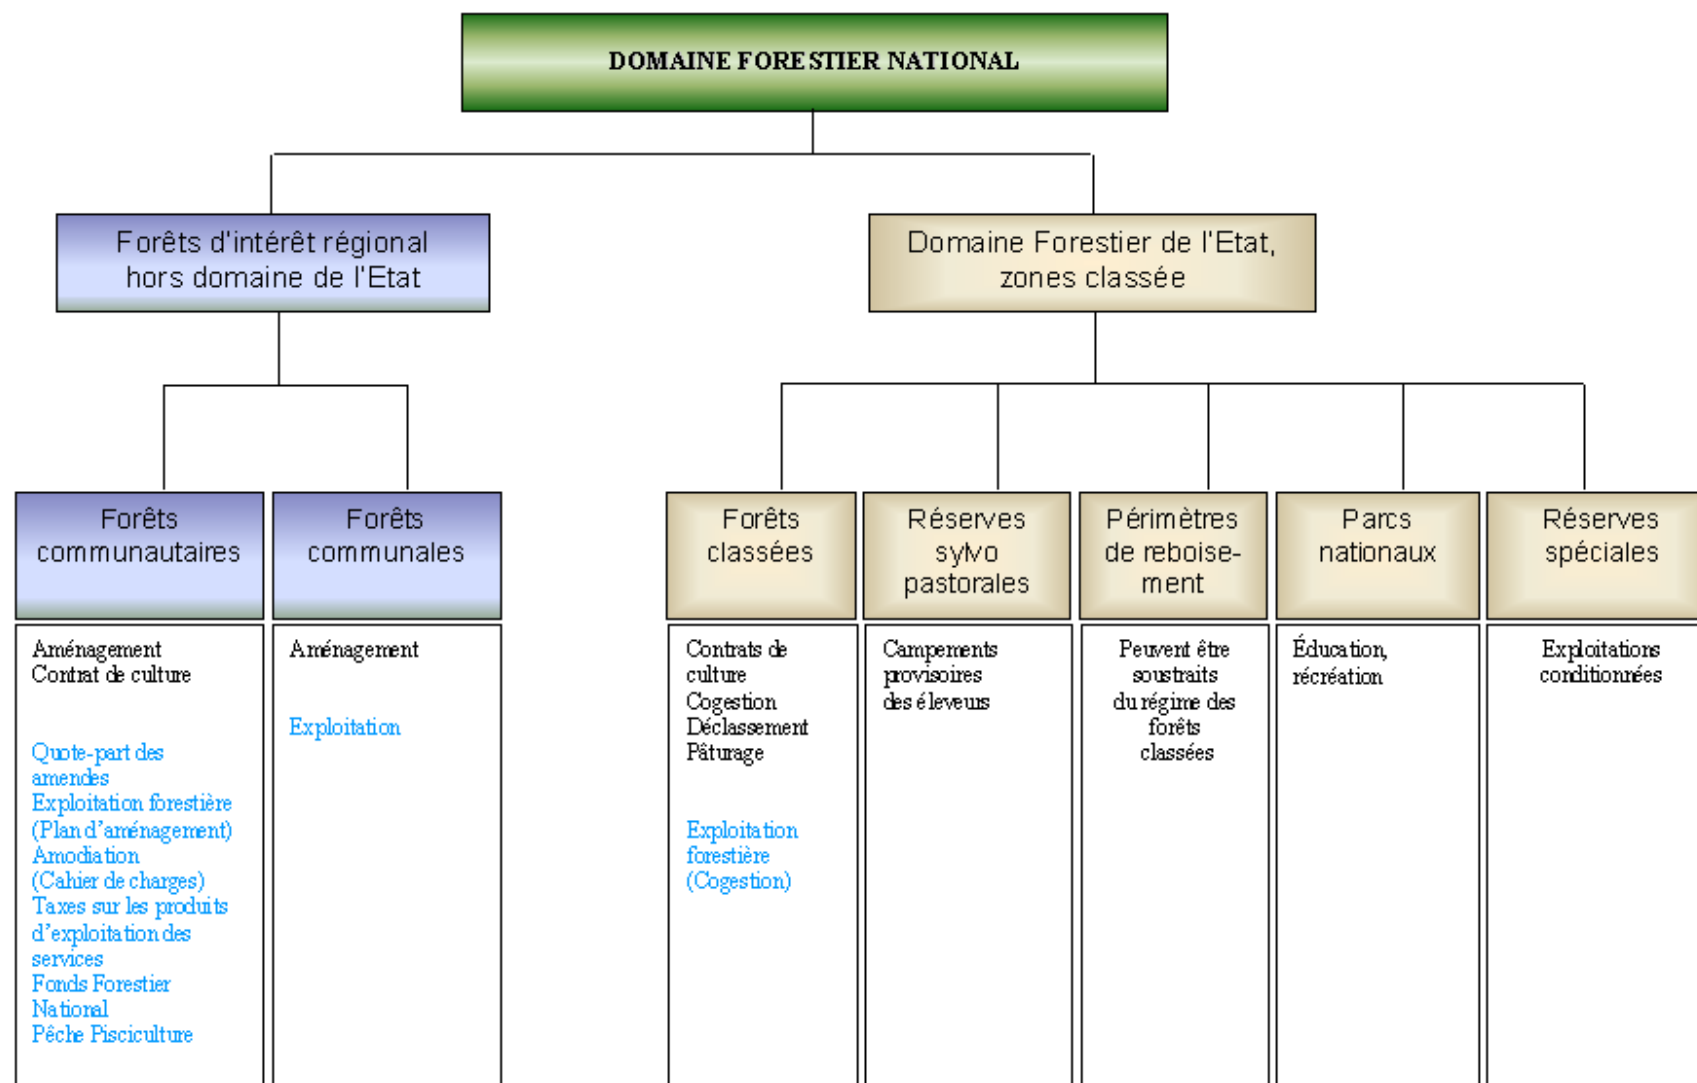 DOMAINE FORESTIER NATIONAL
Forêts d'intérêt régional
hors domaine de l'Etat
Domaine Forestier de l'Etat,
zones classée
Forêts
communautaires
Forêts
communales
Forêts
classées
Réserves
sylvo
pastorales
Périmètres
de reboise-
ment
Parcs
nationaux
Réserves
spéciales
Aménagement
Contrat de culture
Quote-part des
amendes
Exploitation forestière
(Plan d'aménagement)
Amodiation
(Cahier de charges)
Taxes sur les produits
d'exploitation des
services
Fonds Forestier
National
Pêche Pisciculture
Aménagement
Exploitation
Contrats de
culture
Cogestion
Déclassement
Pâturage
Exploitation
forestière
(Cogestion)
Campements
provisoires
des éleveurs
Peuvent être
soustraits
du régime des
forêts
classées
Éducation,
récréation
Exploitations
conditionnées